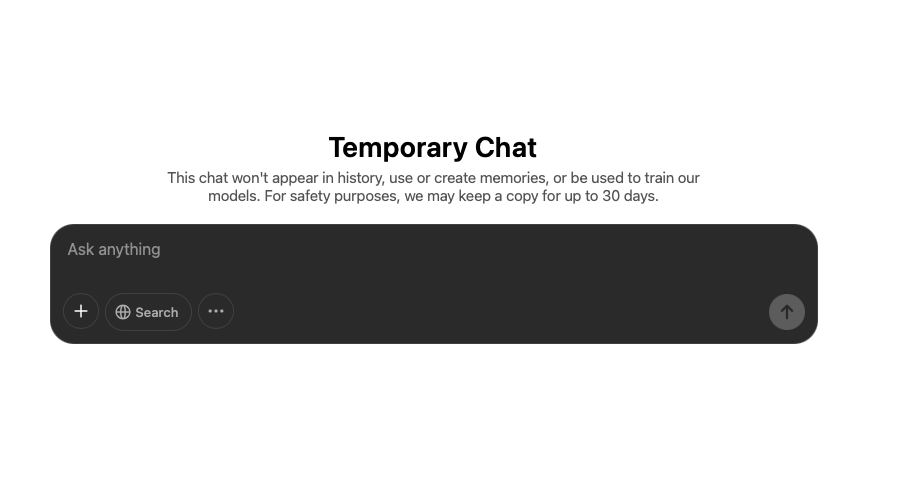 Temporary Chat
This chat won't appear in history, use or create memories, or be used to train our
models. For safety purposes, we may keep a copy for up to 30 days.
Ask anything
Search